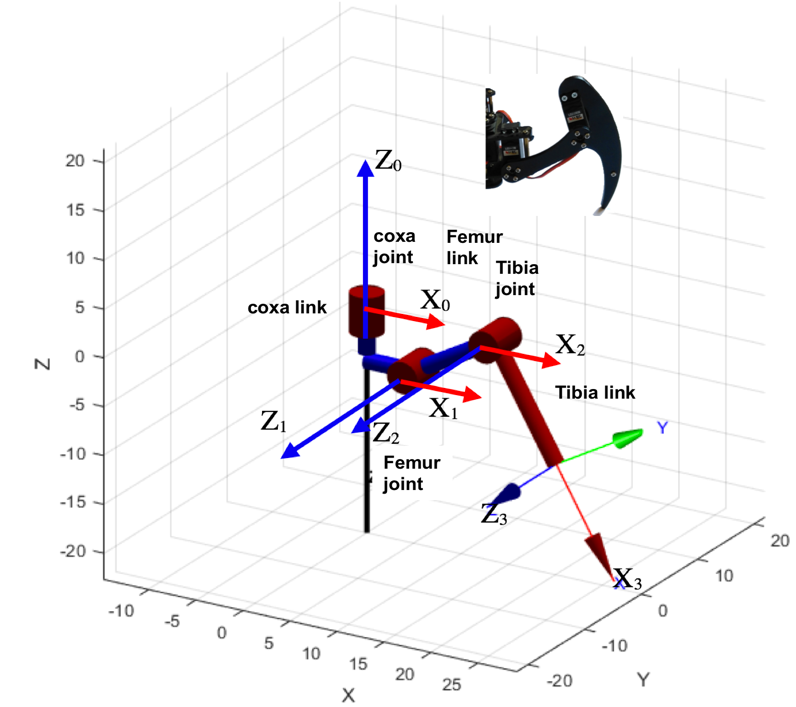 Z0
coxa
joint
Femur
link
Tibia
joint
coxa link
X0
X2
X1
Tibia link
Z1
Z2
Y
Femur
joint
Z3
X3
20
15
10
5
0
-5
-10
-15
-20
Z
-10
-5
0
5
10
15
20
25
X
20
10
0
-10
-20
Y